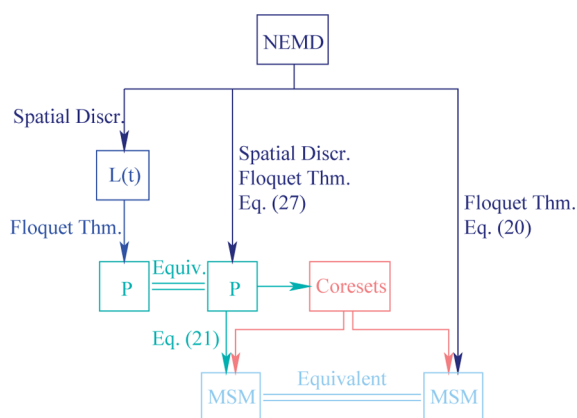 NEMD
Spatial Discr.
L(t)
Spatial Discr.
Floquet Thm.
Eq. (27)
Floquet Thm.
Eq. (20)
Floquet Thm.
P
Equiv.
P
Coresets
Eq. (21)
MSM
Equivalent
MSM